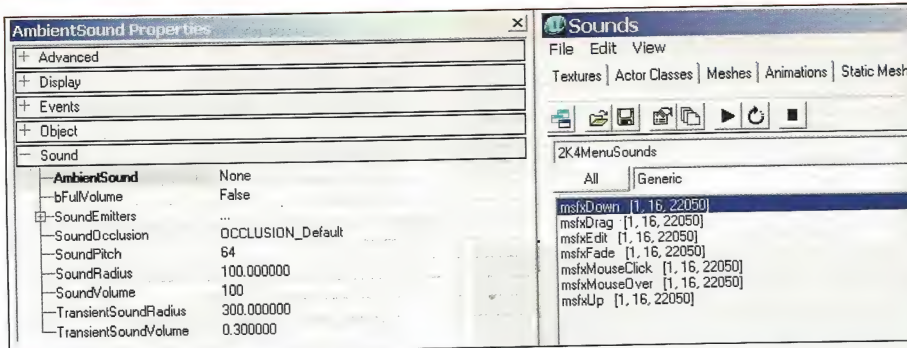 AmbientSound Properties
Advanced
Display
Events
Object
Sound
AmbientSound None
bFullVolume False
SoundEmitters ...
SoundOcclusion OCCLUSION_Default
SoundPitch 64
SoundRadius 100.000000
SoundVolume 100
TransientSoundRadius 300.000000
TransientSoundVolume 0.300000
Sounds
File Edit View
Textures Actor Classes Meshes Animations Static Mesh
2K4MenuSounds
All Generic
msfxDown [1, 16, 22050]
msfxDrag [1, 16, 22050]
msfxEdit [1, 16, 22050]
msfxFade [1, 16, 22050]
msfxMouseClick [1, 16, 22050]
msfxMouseOver [1, 16, 22050]
msfxUp [1, 16, 22050]